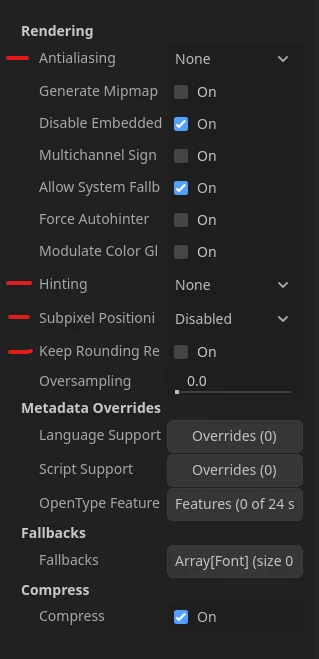 Rendering
Antialiasing None
Generate Mipmap On
Disable Embedded On
Multichannel Sign On
Allow System Fallb On
Force Autohinter On
Modulate Color Gl On
Hinting None
Subpixel Positioni Disabled
Keep Rounding Re On
Oversampling 0.0
Metadata Overrides
Language Support Overrides (0)
Script Support Overrides (0)
OpenType Feature Features (0 of 24 s
Fallbacks
Fallbacks Array[Font] (size 0
Compress
Compress On